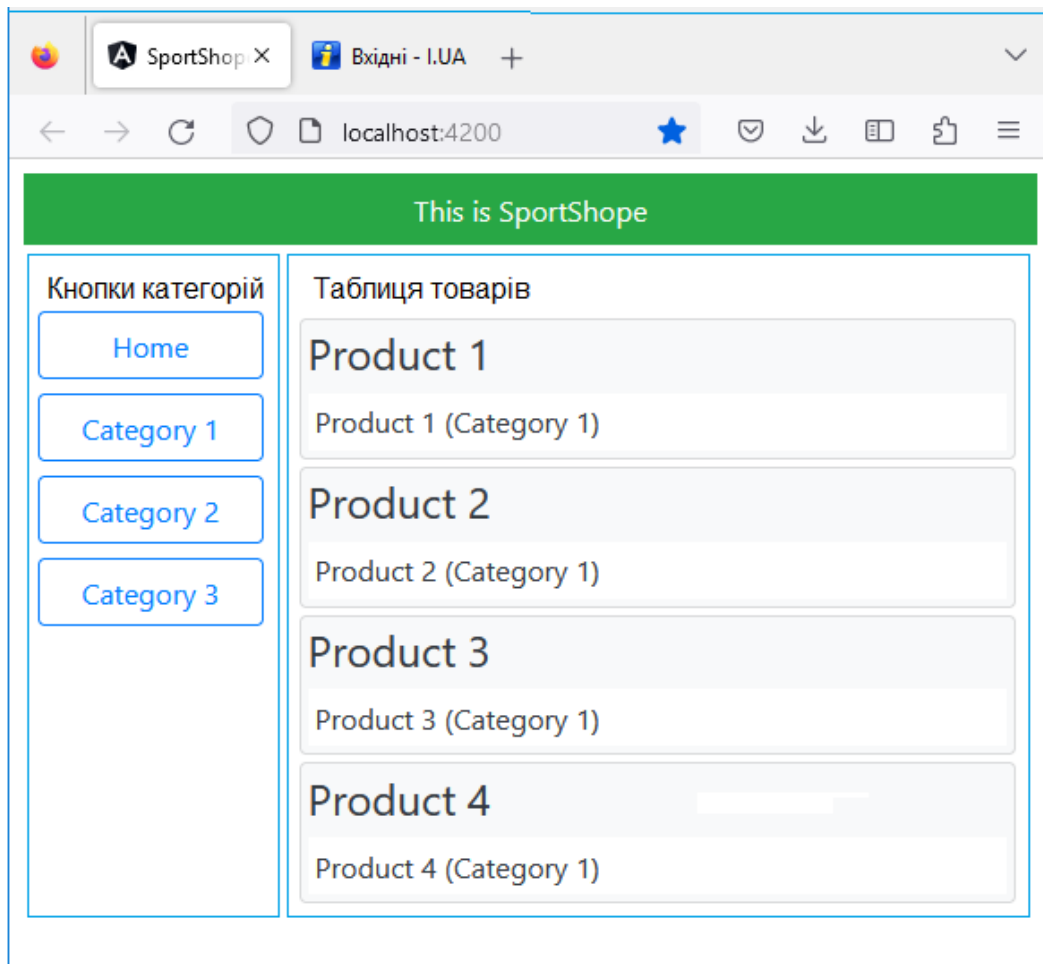 SportShop
Вхідні - I.UA
localhost:4200
This is SportShope
Кнопки категорій
Home
Category 1
Category 2
Category 3
Таблиця товарів
Product 1
Product 1 (Category 1)
Product 2
Product 2 (Category 1)
Product 3
Product 3 (Category 1)
Product 4
Product 4 (Category 1)